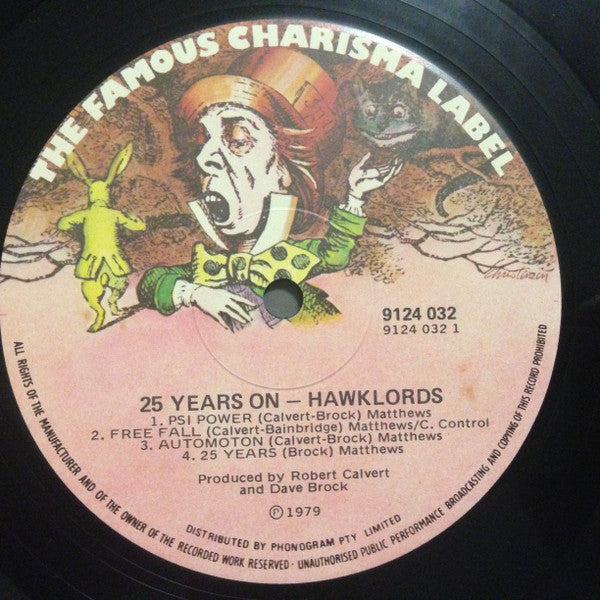 THE FAMOUS CHARISMA LABEL
9124 032
9124 032 1
25 YEARS ON – HAWKLORDS
1. PSI POWER (Calvert-Brock) Matthews
2. FREE FALL (Calvert-Bainbridge) Matthews/C. Control
3. AUTOMOTON (Calvert-Brock) Matthews
4. 25 YEARS (Brock) Matthews
Produced by Robert Calvert
and Dave Brock
Ⓟ 1979
DISTRIBUTED BY PHONOGRAM PTY LIMITED
ALL RIGHTS OF THE MANUFACTURER AND OF THE OWNER OF THE RECORDED WORK RESERVED · UNAUTHORISED PUBLIC PERFORMANCE BROADCASTING AND COPYING OF THIS RECORD PROHIBITED